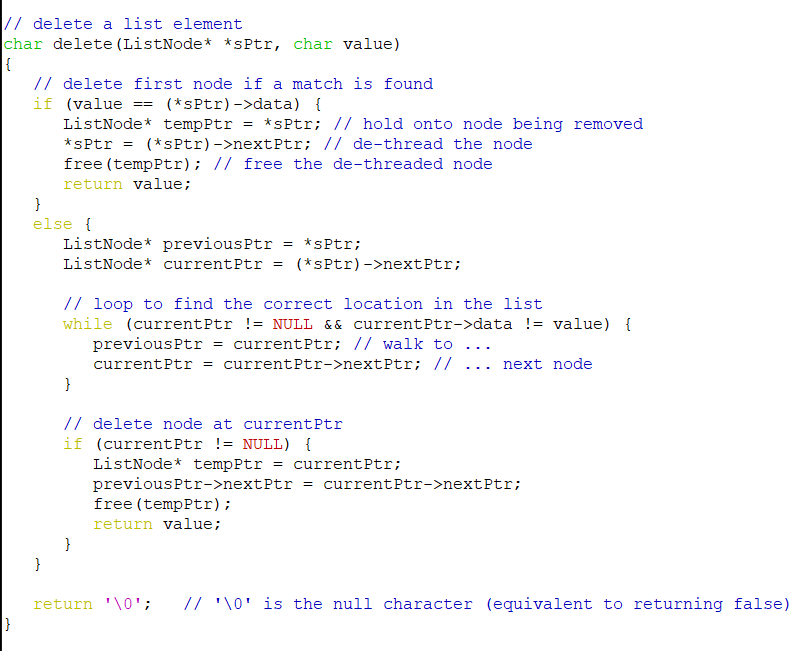 // delete a list element
char delete(ListNode* *sPtr, char value)
{
   // delete first node if a match is found
   if (value == (*sPtr)->data) {
      ListNode* tempPtr = *sPtr; // hold onto node being removed
      *sPtr = (*sPtr)->nextPtr; // de-thread the node
      free(tempPtr); // free the de-threaded node
      return value;
   }
   else {
      ListNode* previousPtr = *sPtr;
      ListNode* currentPtr = (*sPtr)->nextPtr;

      // loop to find the correct location in the list
      while (currentPtr != NULL && currentPtr->data != value) {
         previousPtr = currentPtr; // walk to ...
         currentPtr = currentPtr->nextPtr; // ... next node
      }

      // delete node at currentPtr
      if (currentPtr != NULL) {
         ListNode* tempPtr = currentPtr;
         previousPtr->nextPtr = currentPtr->nextPtr;
         free(tempPtr);
         return value;
      }
   }

   return '\0';   // '\0' is the null character (equivalent to returning false)
}